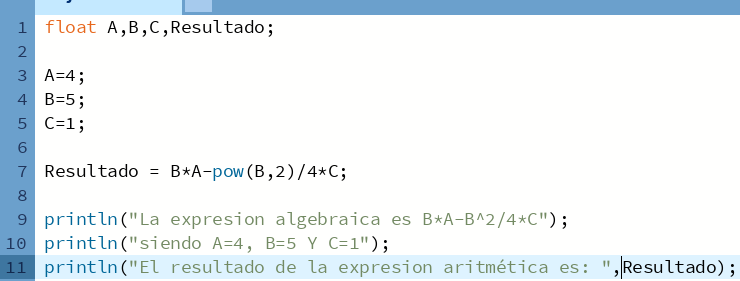 1 float A,B,C,Resultado;
2
3 A=4;
4 B=5;
5 C=1;
6
7 Resultado = B*A-pow(B,2)/4*C;
8
9 println("La expresion algebraica es B*A-B^2/4*C");
10 println("siendo A=4, B=5 Y C=1");
11 println("El resultado de la expresion aritmética es: ",Resultado);